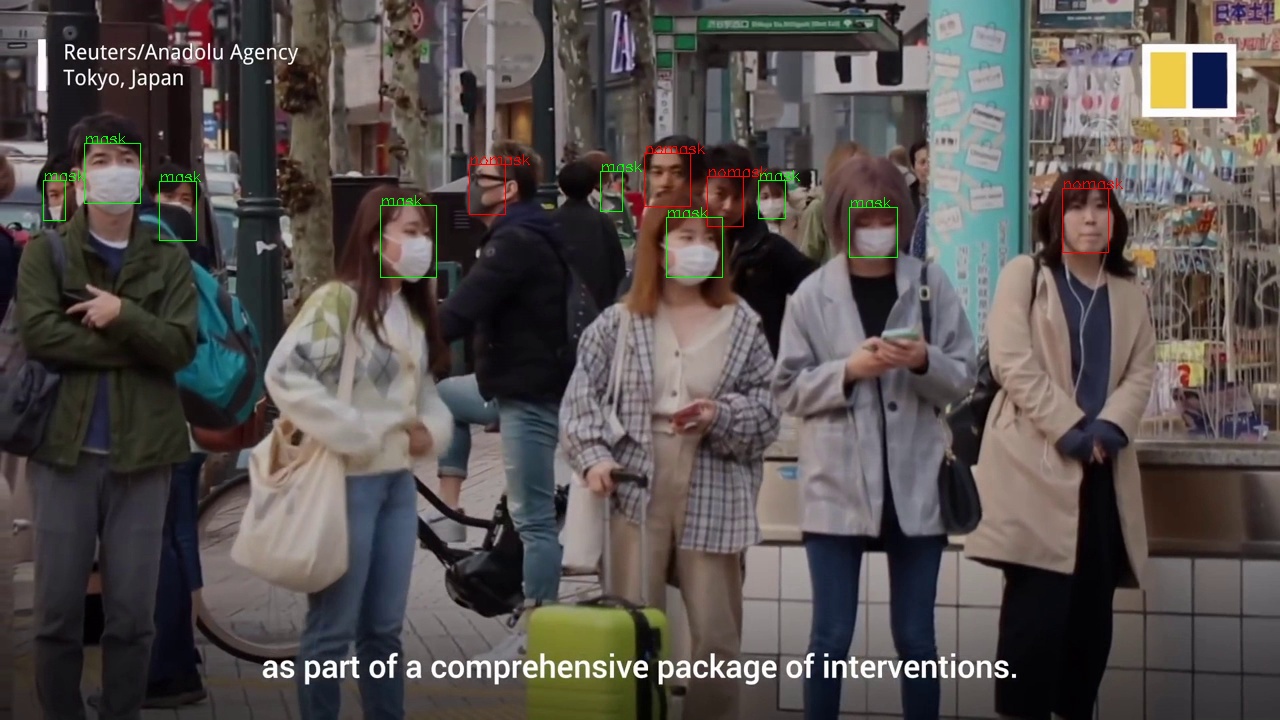 Reuters/Anadolu Agency
Tokyo, Japan
mask
mask
mask
mask
nomask
mask
nomask
mask
nomask
mask
mask
nomask
as part of a comprehensive package of interventions.